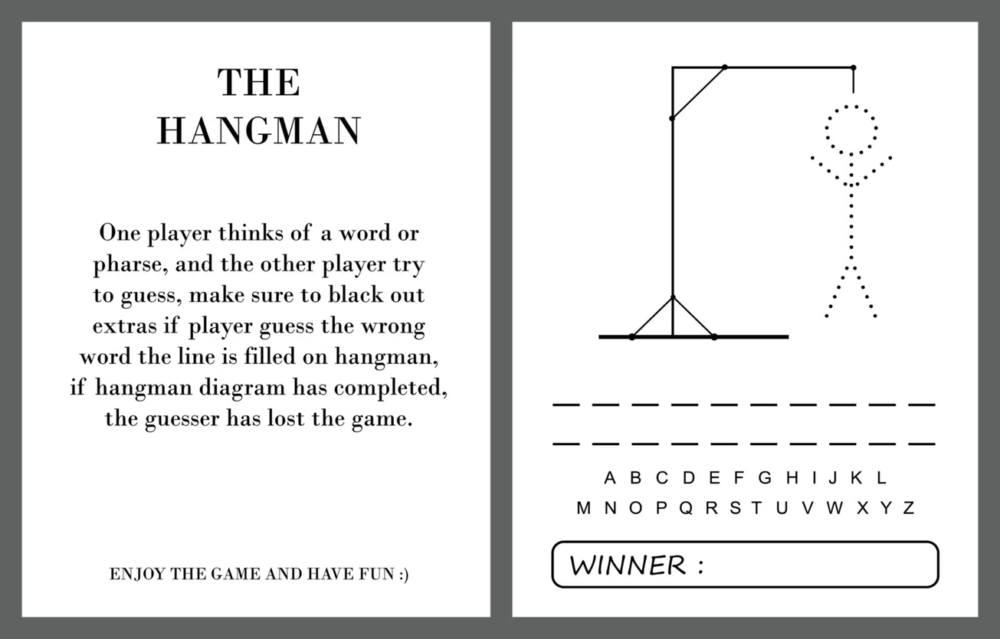 THE
HANGMAN
One player thinks of a word or
pharse, and the other player try
to guess, make sure to black out
extras if player guess the wrong
word the line is filled on hangman,
if hangman diagram has completed,
the guesser has lost the game.
ENJOY THE GAME AND HAVE FUN :)
A B C D E F G H I J K L
M N O P Q R S T U V W X Y Z
WINNER :